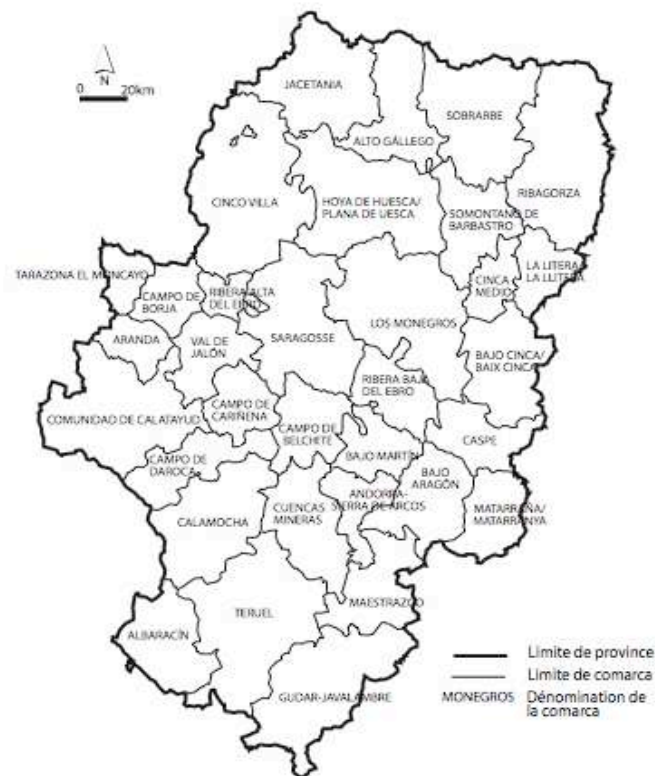 N
0 20km
JACETANIA
ALTO GÁLLEGO
SOBRARBE
RIBAGORZA
CINCO VILLA
HOYA DE HUESCA/
PLANA DE UESCA
SOMONTANO DE
BARBASTRO
TARAZONA EL MONCAYO
CAMPO DE
BORJA
RIBERA ALTA
DEL EBRO
CINCA
MEDIO
LA LITERA/
LA LLITERA
ARANDA
VAL DE
JALÓN
SARAGOSSE
LOS MONEGROS
BAJO CINCA/
BAIX CINCA
RIBERA BAJA
DEL EBRO
COMUNIDAD DE CALATAYUD
CAMPO DE
CARIÑENA
CAMPO DE
BELCHETE
CASPE
CAMPO DE
DAROCA
BAJO MARTÍN
BAJO
ARAGÓN
ANDORRA-
SIERRA DE ARCOS
CALAMOCHA
CUENCAS
MINERAS
MATARRAÑA/
MATARRANYA
MAESTRAZGO
TERUEL
ALBARACÍN
GUDAR-JAVALAMBRE
Limite de province
Limite de comarca
MONEGROS Dénomination de
la comarca